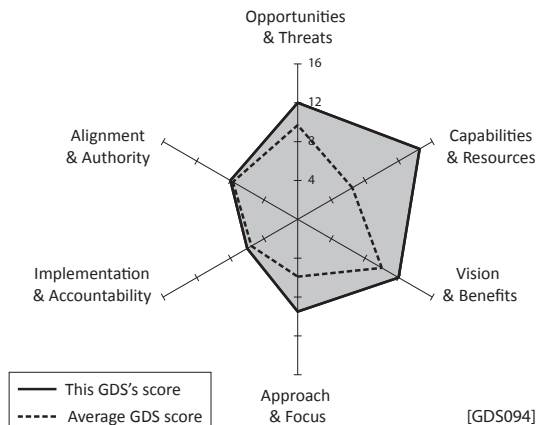 Opportunities
& Threats
16
12
8
4
Alignment
& Authority
Capabilities
& Resources
Implementation
& Accountability
Vision
& Benefits
This GDS's score
Average GDS score
Approach
& Focus
[GDS094]